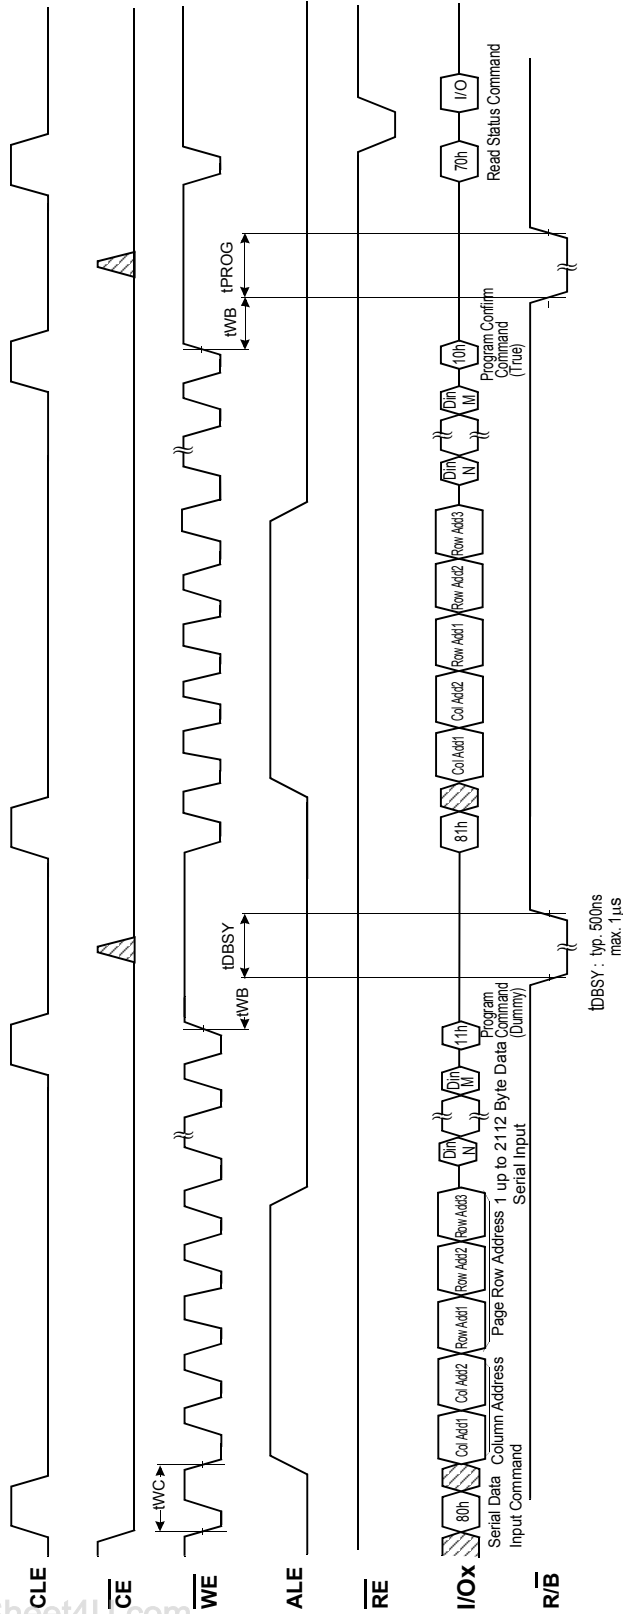 CLE
CE
WE
ALE
RE
I/Ox
R/B
tWC
tWB
tDBSY
tWB
tPROG
80h
Col Add1
Col Add2
Row Add1
Row Add2
Row Add3
Din
N
Din
M
11h
81h
Col Add1
Col Add2
Row Add1
Row Add2
Row Add3
Din
N
Din
M
10h
70h
I/O
Serial Data
Input Command
Column Address
Page Row Address
1 up to 2112 Byte Data
Serial Input
Program
Command
(Dummy)
Program Confirm
Command
(True)
Read Status Command
tDBSY : typ. 500ns
max. 1µs
Sheet4U.com